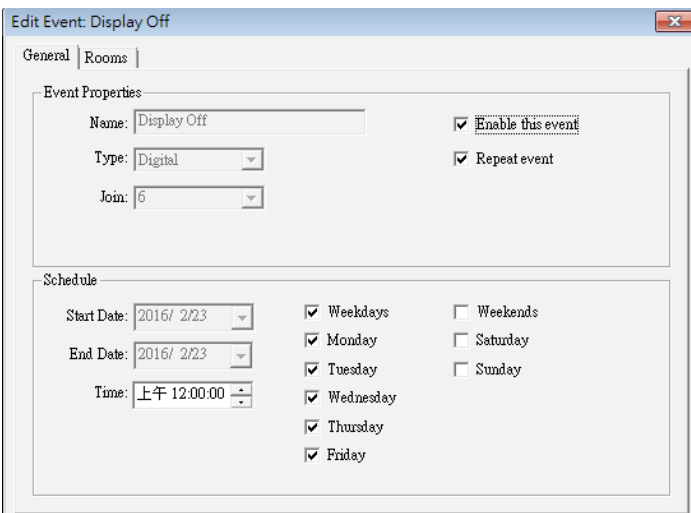 Edit Event: Display Off
General Rooms
Event Properties
Name: Display Off
Enable this event
Type: Digital
Repeat event
Join: 6
Schedule
Start Date: 2016/ 2/23
Weekdays
Weekends
Monday
Saturday
End Date: 2016/ 2/23
Tuesday
Sunday
Time: 上午 12:00:00
Wednesday
Thursday
Friday